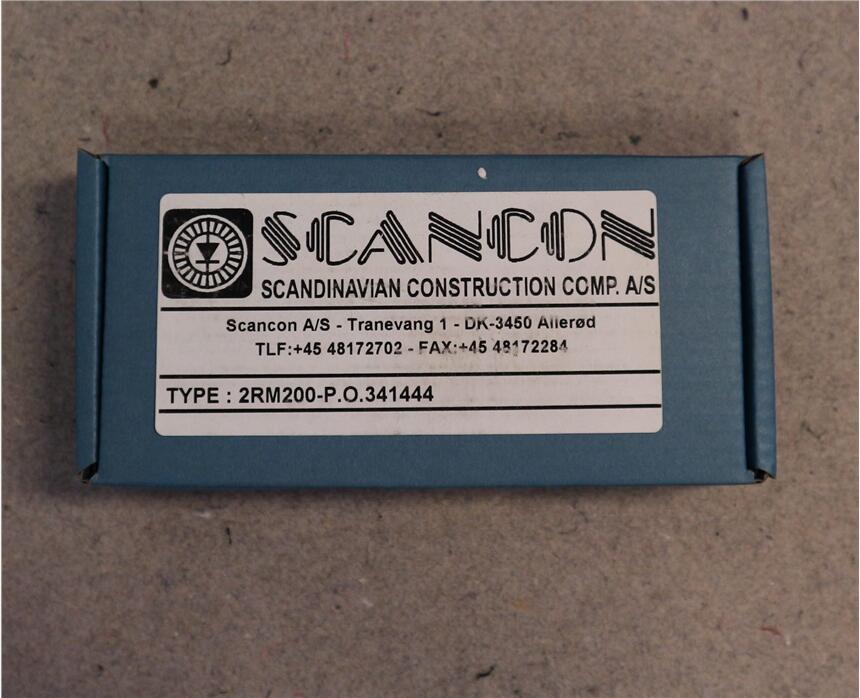 SCANCON
SCANDINAVIAN CONSTRUCTION COMP. A/S
Scancon A/S - Tranevang 1 - DK-3450 Allerød
TLF:+45 48172702 - FAX:+45 48172284
TYPE : 2RM200-P.O.341444